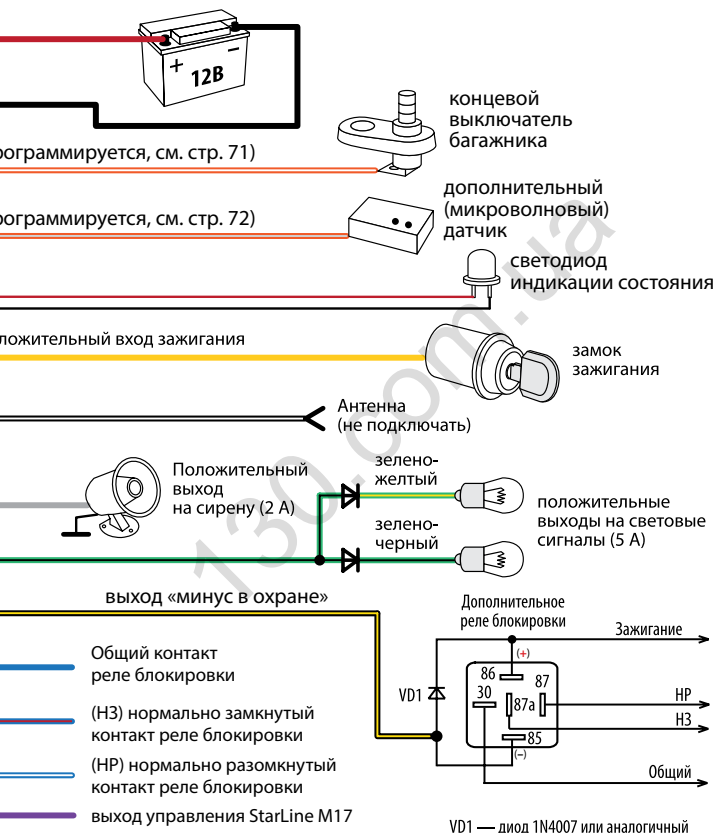 + −
12В
концевой
выключатель
багажника
рограммируется, см. стр. 71)
дополнительный
(микроволновый)
датчик
рограммируется, см. стр. 72)
светодиод
индикации состояния
ложительный вход зажигания
замок
зажигания
Антенна
(не подключать)
Положительный
выход
на сирену (2 А)
зелено-
желтый
зелено-
черный
положительные
выходы на световые
сигналы (5 А)
выход «минус в охране»
Дополнительное
реле блокировки
Зажигание
(+)
86
87
30
87а
VD1
85
(−)
НР
НЗ
Общий
Общий контакт
реле блокировки
(НЗ) нормально замкнутый
контакт реле блокировки
(НР) нормально разомкнутый
контакт реле блокировки
выход управления StarLine M17
VD1 — диод 1N4007 или аналогичный
130.com.ua